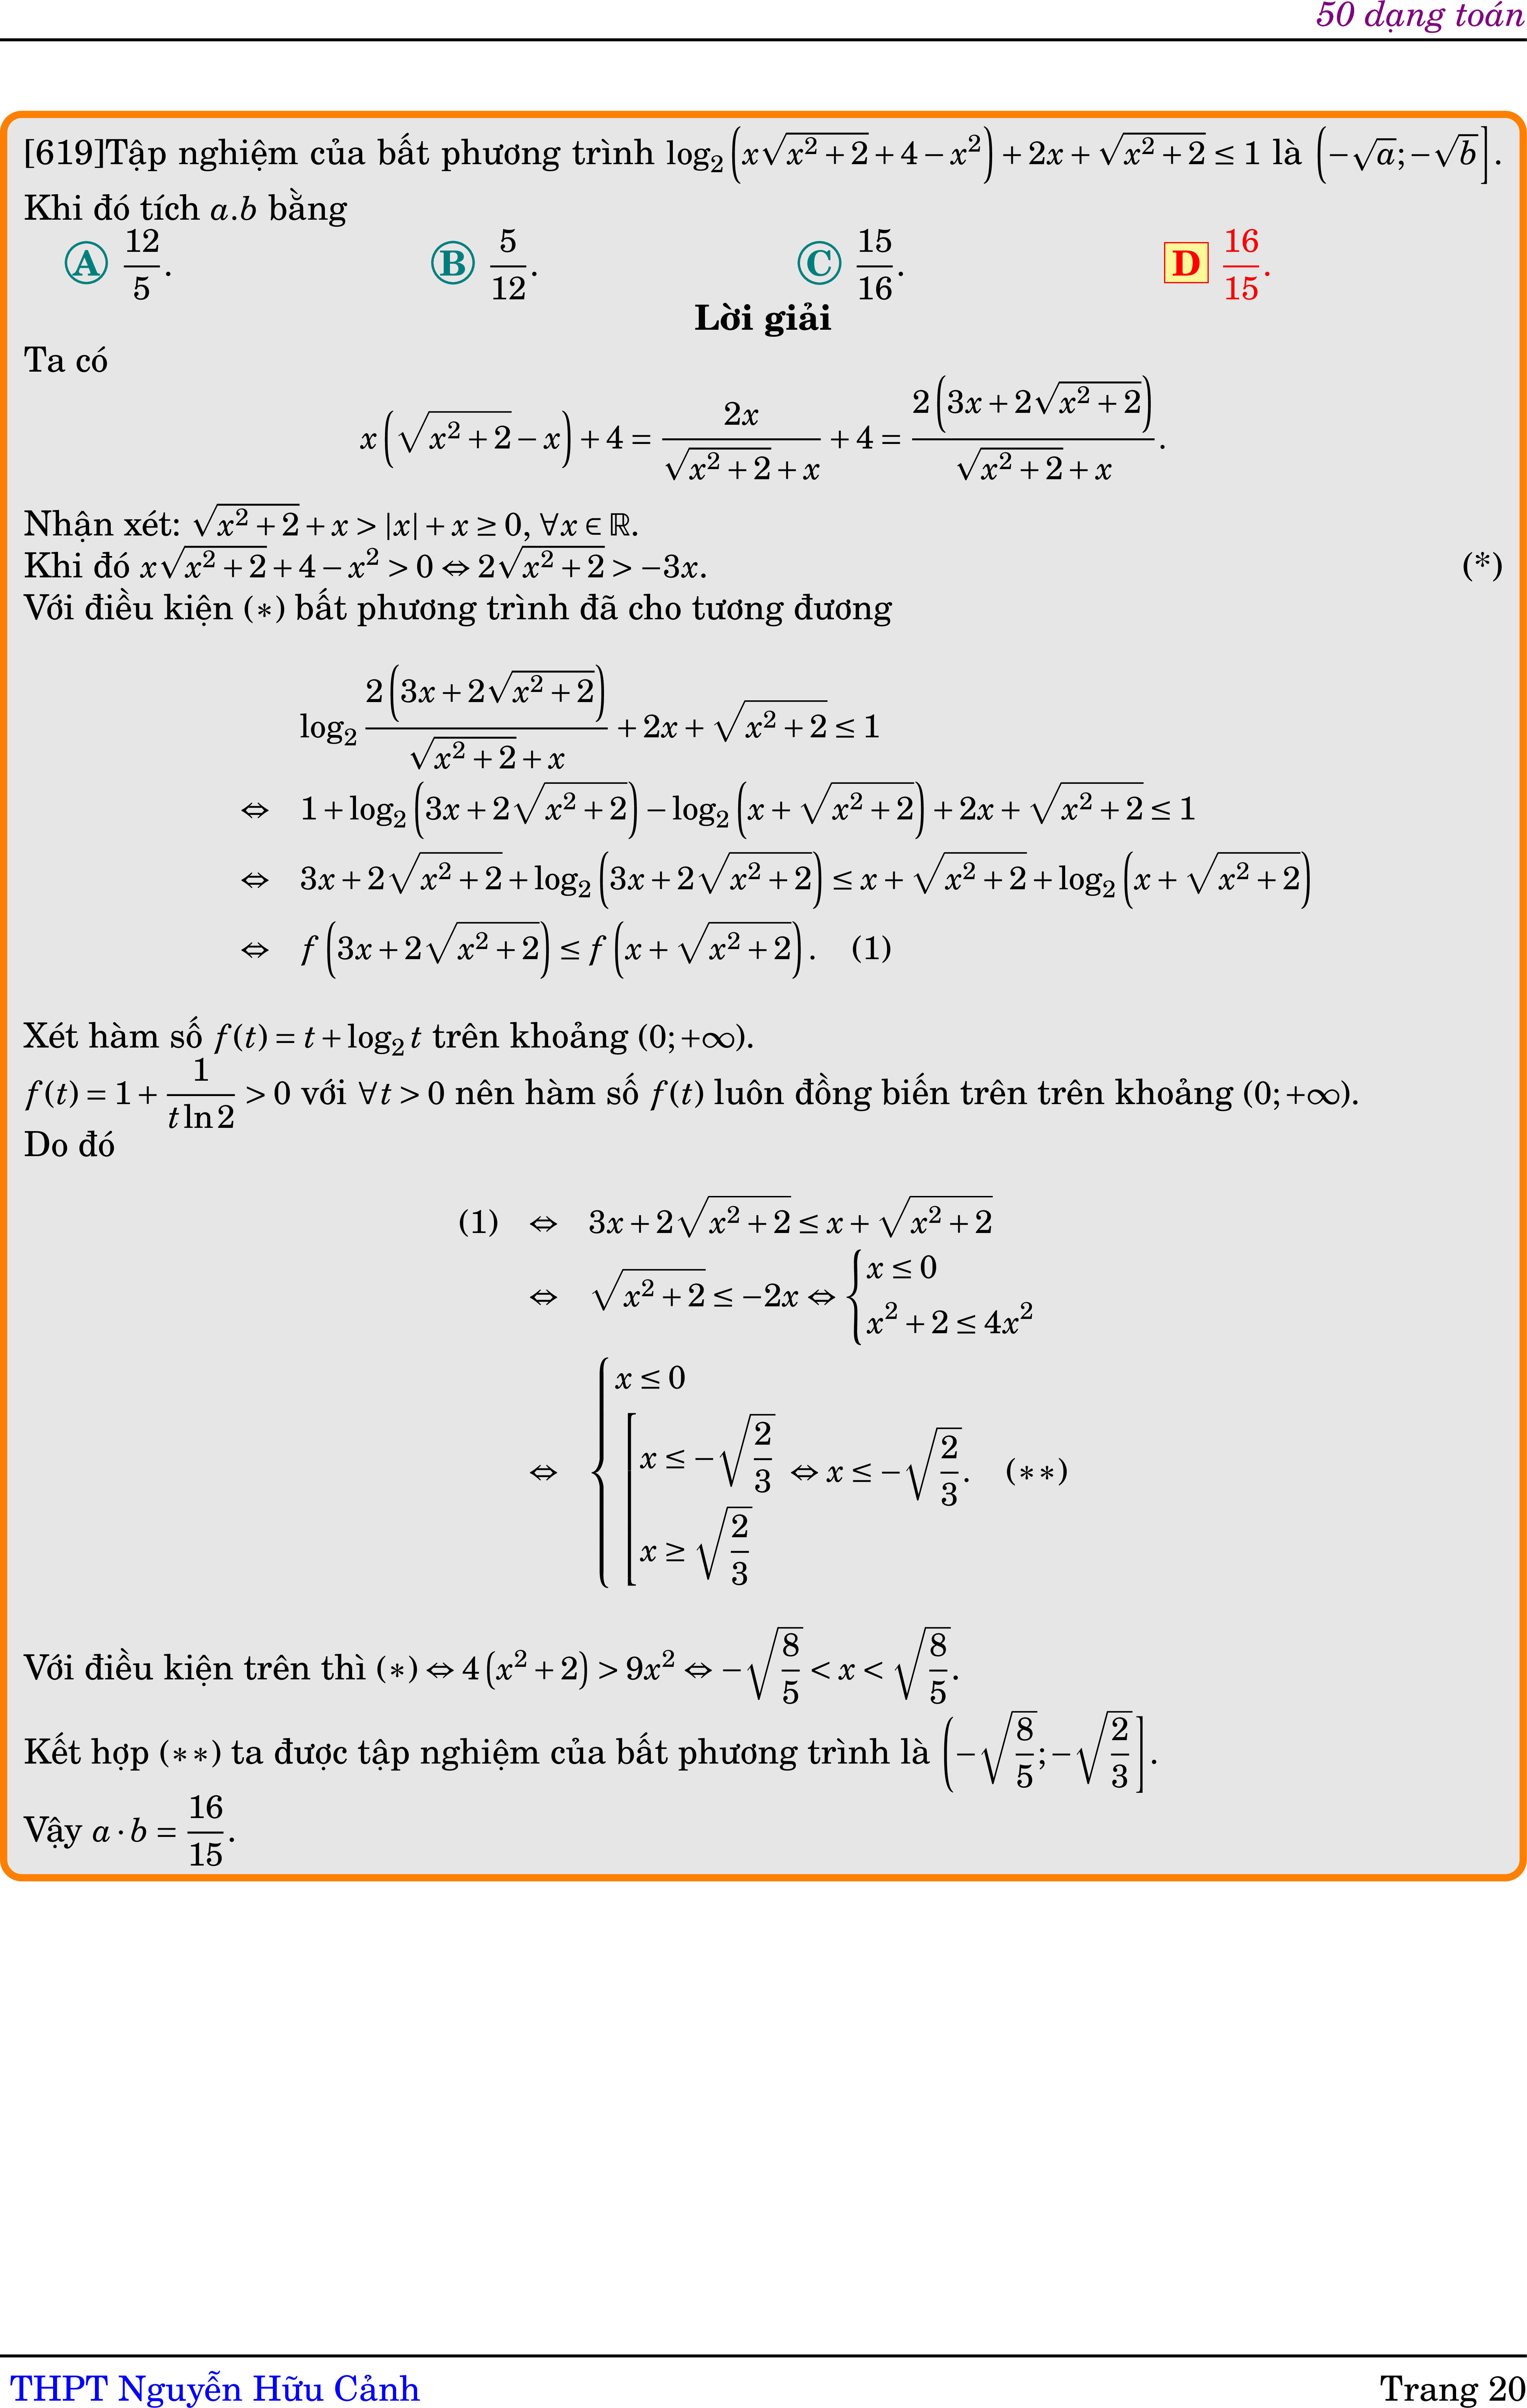 50 dạng toán
[619]Tập nghiệm của bất phương trình $\log_2\left(x\sqrt{x^2+2}+4-x^2\right)+2x+\sqrt{x^2+2}\le 1$ là $\left(-\sqrt{a};-\sqrt{b}\right]$.
Khi đó tích $a.b$ bằng
A $\dfrac{12}{5}$. B $\dfrac{5}{12}$. C $\dfrac{15}{16}$. D $\dfrac{16}{15}$.
Lời giải
Ta có
$x\left(\sqrt{x^2+2}-x\right)+4=\dfrac{2x}{\sqrt{x^2+2}+x}+4=\dfrac{2\left(3x+2\sqrt{x^2+2}\right)}{\sqrt{x^2+2}+x}$.
Nhận xét: $\sqrt{x^2+2}+x>|x|+x\ge 0, \forall x\in\mathbb{R}$.
Khi đó $x\sqrt{x^2+2}+4-x^2>0\Leftrightarrow 2\sqrt{x^2+2}>-3x$. (*)
Với điều kiện $(*)$ bất phương trình đã cho tương đương
$\log_2\dfrac{2\left(3x+2\sqrt{x^2+2}\right)}{\sqrt{x^2+2}+x}+2x+\sqrt{x^2+2}\le 1$
$\Leftrightarrow 1+\log_2\left(3x+2\sqrt{x^2+2}\right)-\log_2\left(x+\sqrt{x^2+2}\right)+2x+\sqrt{x^2+2}\le 1$
$\Leftrightarrow 3x+2\sqrt{x^2+2}+\log_2\left(3x+2\sqrt{x^2+2}\right)\le x+\sqrt{x^2+2}+\log_2\left(x+\sqrt{x^2+2}\right)$
$\Leftrightarrow f\left(3x+2\sqrt{x^2+2}\right)\le f\left(x+\sqrt{x^2+2}\right).\quad (1)$
Xét hàm số $f(t)=t+\log_2 t$ trên khoảng $(0;+\infty)$.
$f(t)=1+\dfrac{1}{t\ln 2}>0$ với $\forall t>0$ nên hàm số $f(t)$ luôn đồng biến trên trên khoảng $(0;+\infty)$.
Do đó
$(1)\Leftrightarrow 3x+2\sqrt{x^2+2}\le x+\sqrt{x^2+2}$
$\Leftrightarrow \sqrt{x^2+2}\le -2x\Leftrightarrow \begin{cases}x\le 0\\x^2+2\le 4x^2\end{cases}$
$\Leftrightarrow \begin{cases}x\le 0\\\left[\begin{array}{l}x\le -\sqrt{\dfrac{2}{3}}\\x\ge \sqrt{\dfrac{2}{3}}\end{array}\right.\end{cases}\Leftrightarrow x\le -\sqrt{\dfrac{2}{3}}.\quad (**)$
Với điều kiện trên thì $(*)\Leftrightarrow 4\left(x^2+2\right)>9x^2\Leftrightarrow -\sqrt{\dfrac{8}{5}}<x<\sqrt{\dfrac{8}{5}}$.
Kết hợp $(**)$ ta được tập nghiệm của bất phương trình là $\left(-\sqrt{\dfrac{8}{5}};-\sqrt{\dfrac{2}{3}}\right]$.
Vậy $a\cdot b=\dfrac{16}{15}$.
THPT Nguyễn Hữu Cảnh Trang 20